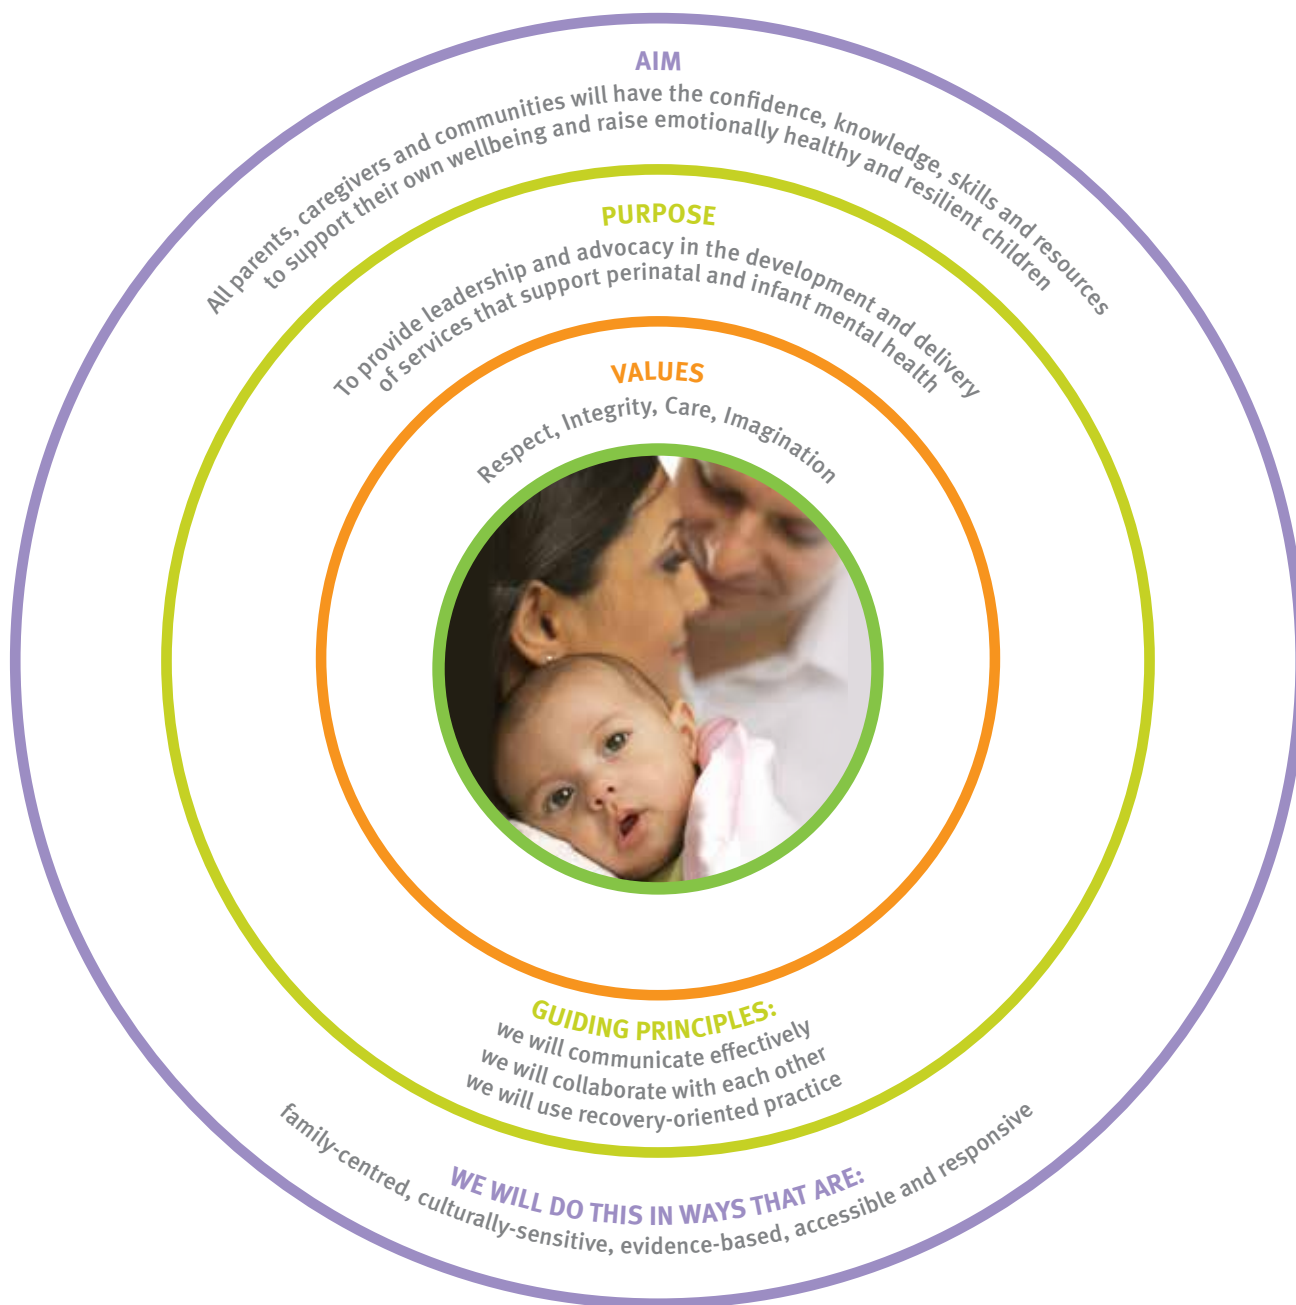 AIM
All parents, caregivers and communities will have the confidence, knowledge, skills and resources
to support their own wellbeing and raise emotionally healthy and resilient children
PURPOSE
To provide leadership and advocacy in the development and delivery
of services that support perinatal and infant mental health
VALUES
Respect, Integrity, Care, Imagination
GUIDING PRINCIPLES:
we will communicate effectively
we will collaborate with each other
we will use recovery-oriented practice
WE WILL DO THIS IN WAYS THAT ARE:
family-centred, culturally-sensitive, evidence-based, accessible and responsive